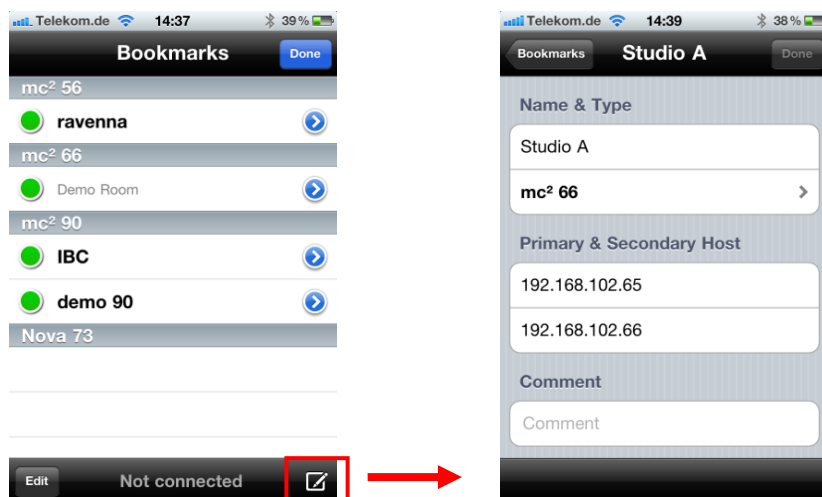 Telekom.de 14:37 39%
Bookmarks Done
mc² 56
ravenna
mc² 66
Demo Room
mc² 90
IBC
demo 90
Nova 73
Edit Not connected
Telekom.de 14:39 38%
Bookmarks Studio A Done
Name & Type
Studio A
mc² 66
Primary & Secondary Host
192.168.102.65
192.168.102.66
Comment
Comment